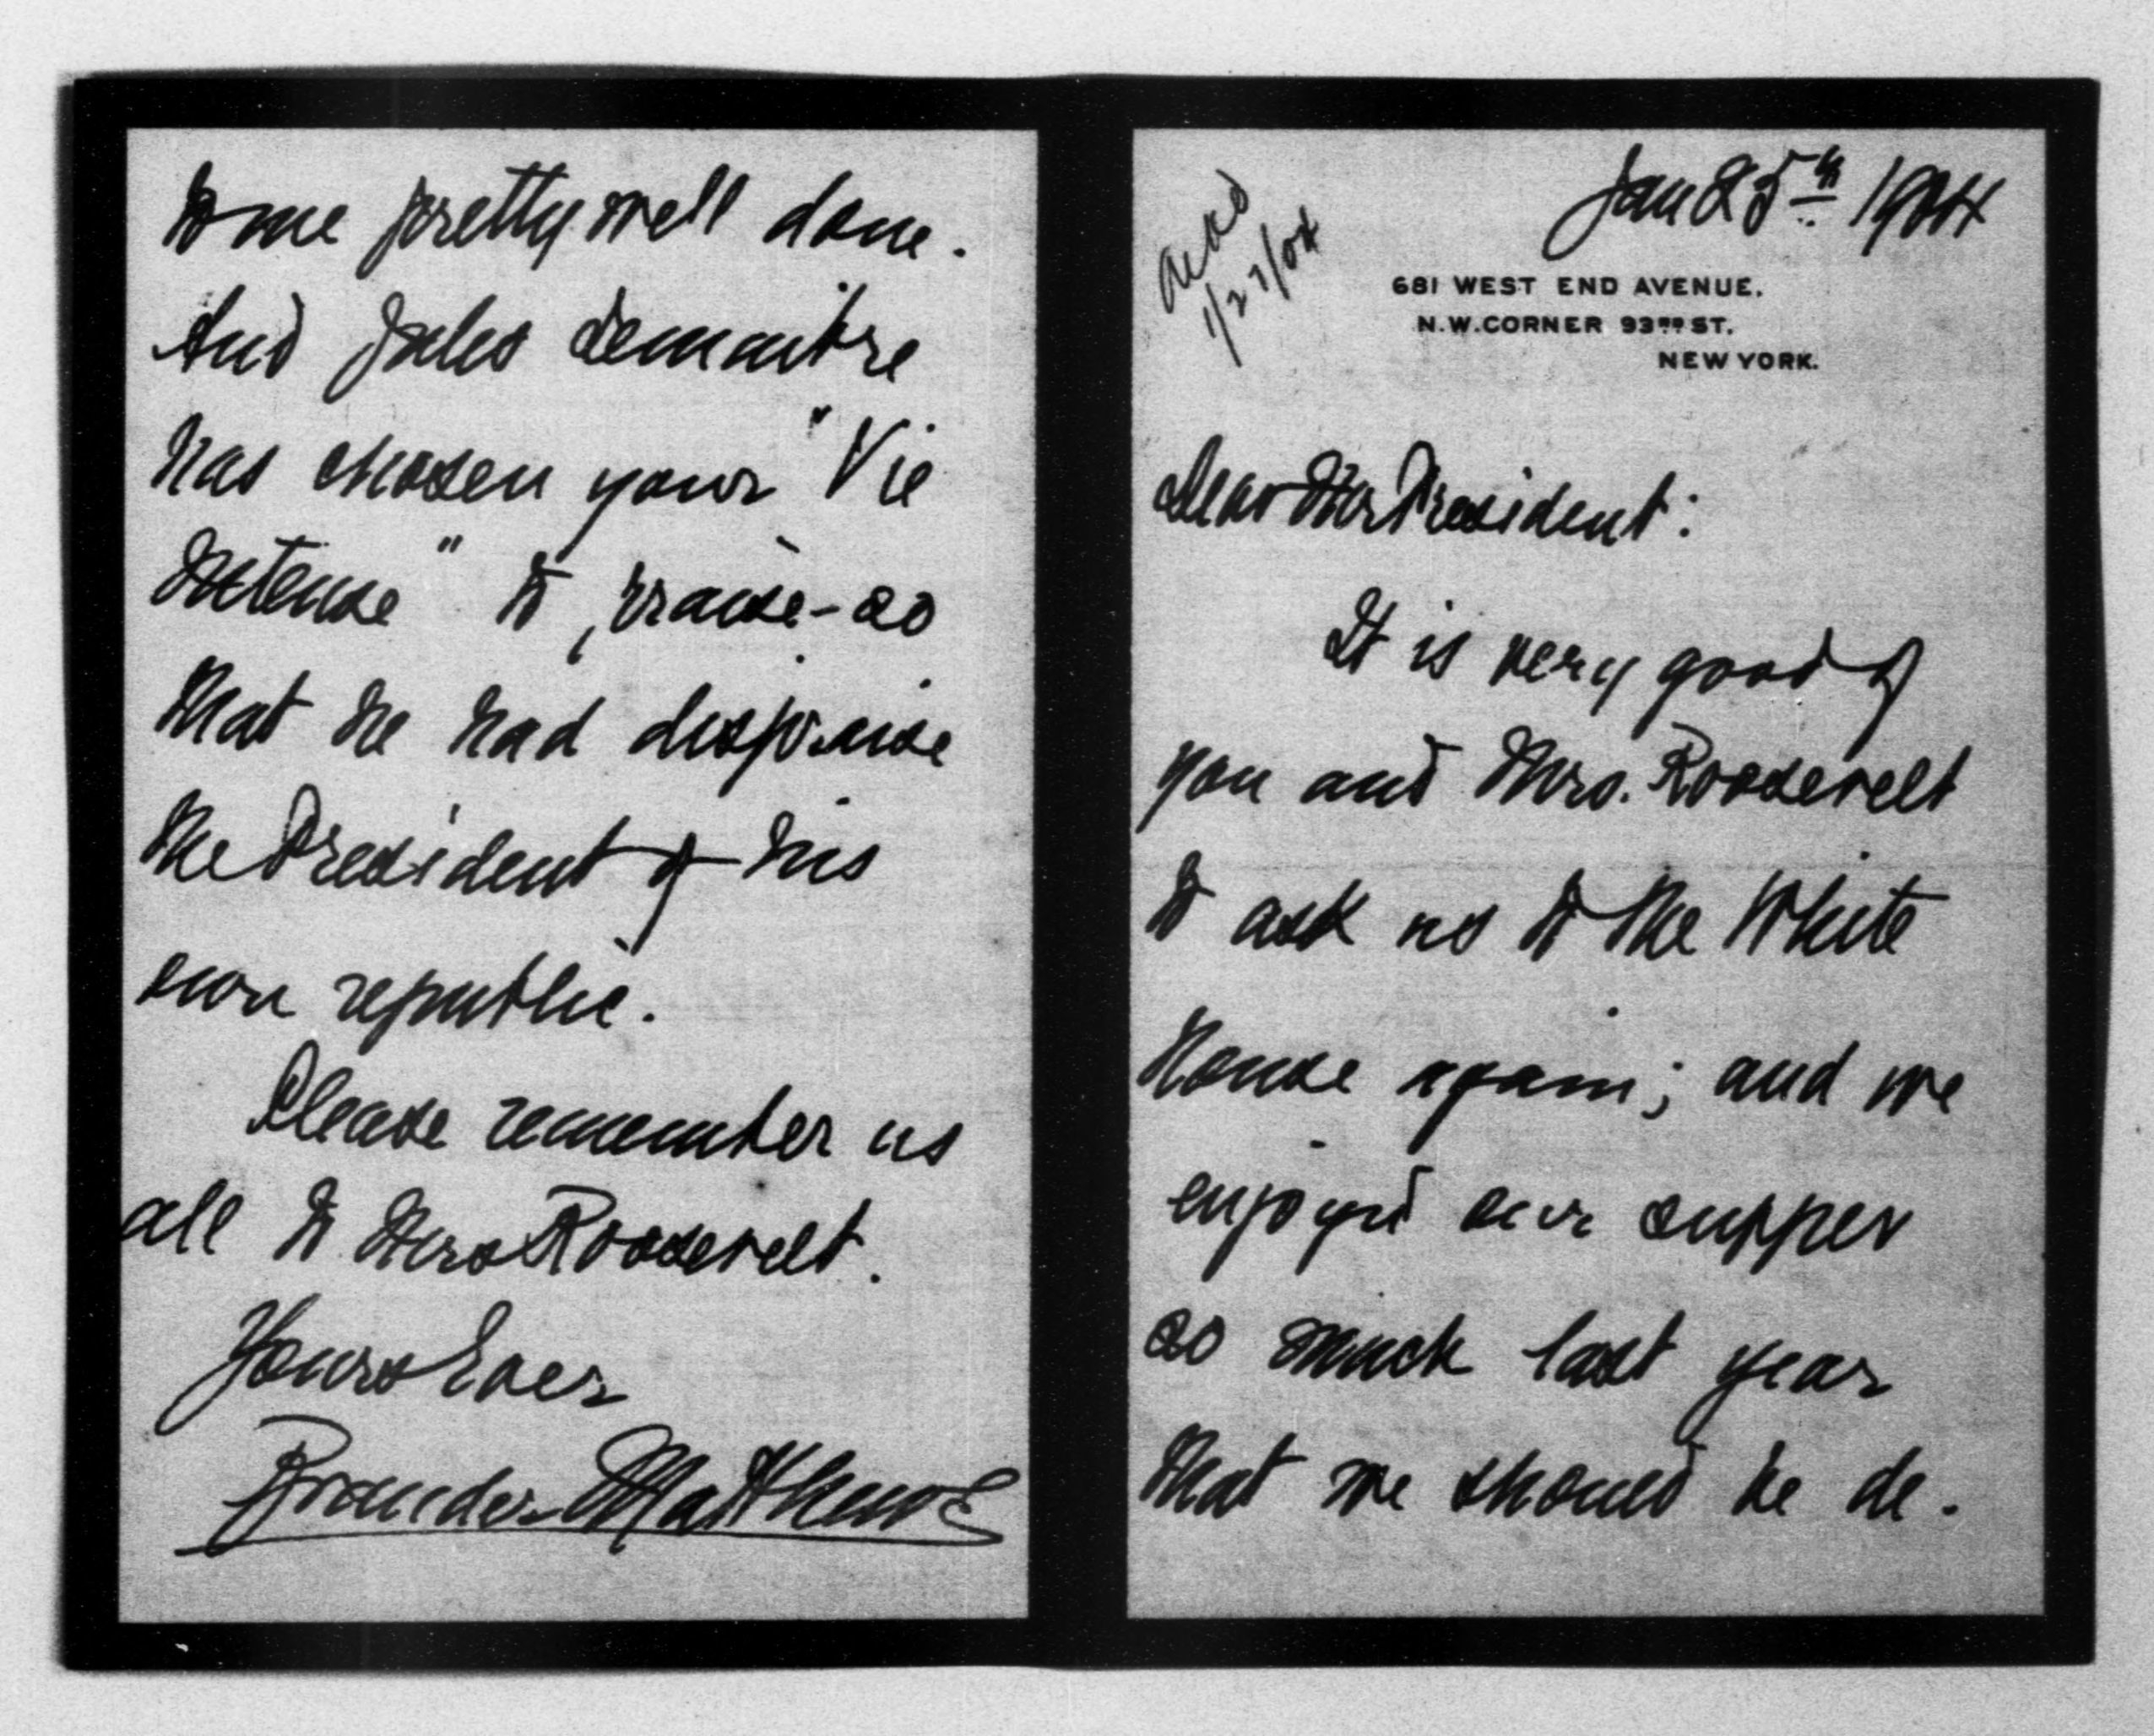 Jan 25th 1904
Ackd
1/27/04
681 WEST END AVENUE.
N.W. CORNER 93RD ST.
NEW YORK.
Dear Mr President:
It is very good of
you and Mrs. Roosevelt
to ask us to the White
House again; and we
enjoyed our supper
so much last year
that we should be de-
to me pretty well done.
And Jules Lemaitre
has chosen your "Vie
Intense" to praise - so
that he had dispraise
the President of his
own republic.
Please remember us
all to Mrs Roosevelt.
Yours Ever
Brander Matthews